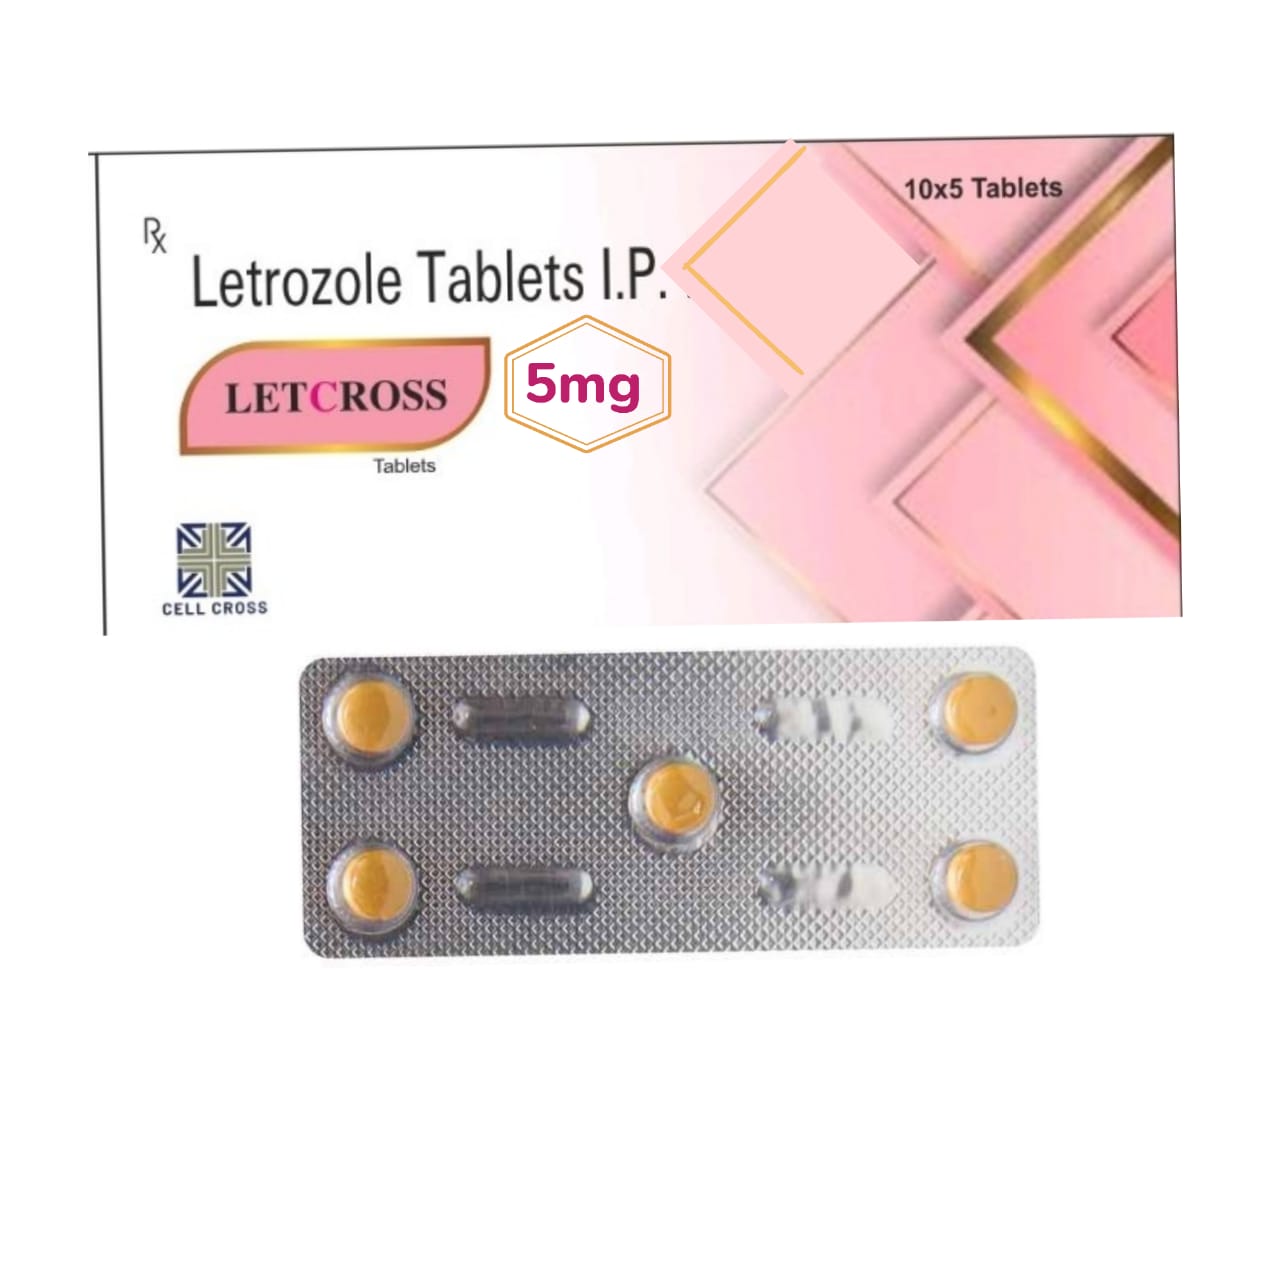 10x5 Tablets
Rx
Letrozole Tablets I.P.
LETCROSS
5mg
Tablets
CELL CROSS